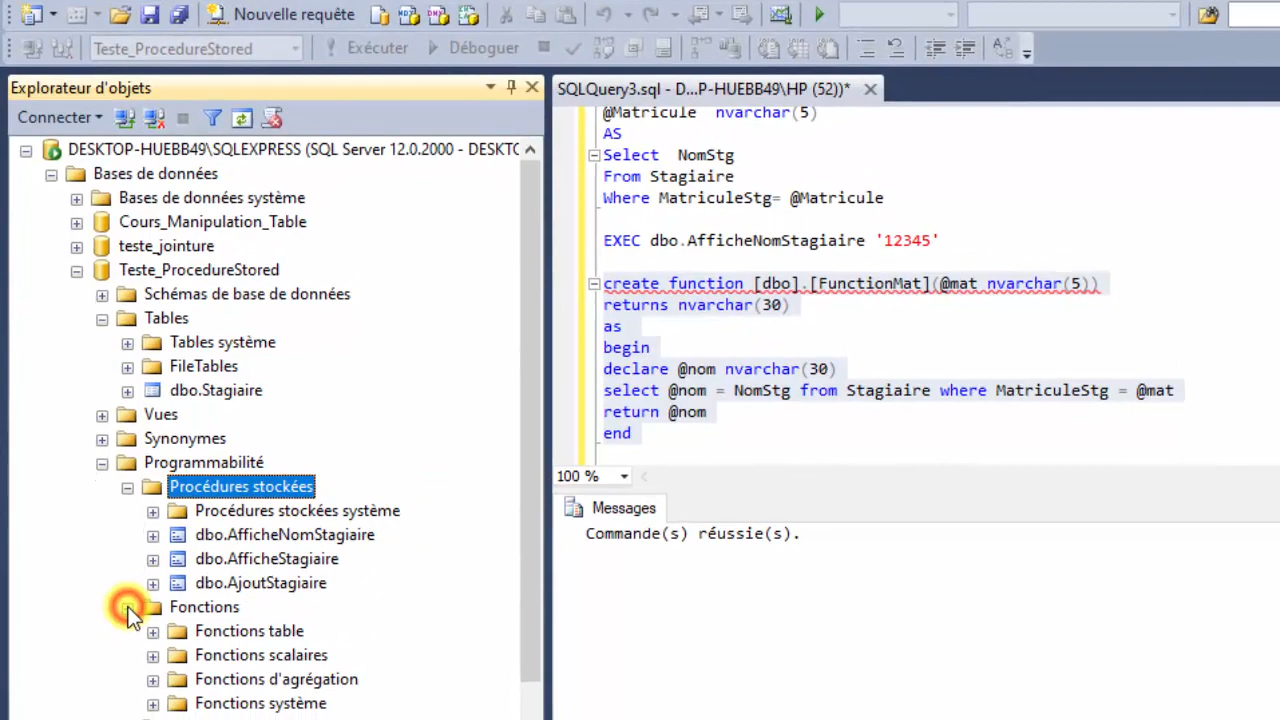 Nouvelle requête
Teste_ProcedureStored
Exécuter
Déboguer
Explorateur d'objets
Connecter
DESKTOP-HUEBB49\SQLEXPRESS (SQL Server 12.0.2000 - DESKTO
Bases de données
Bases de données système
Cours_Manipulation_Table
teste_jointure
Teste_ProcedureStored
Schémas de base de données
Tables
Tables système
FileTables
dbo.Stagiaire
Vues
Synonymes
Programmabilité
Procédures stockées
Procédures stockées système
dbo.AfficheNomStagiaire
dbo.AfficheStagiaire
dbo.AjoutStagiaire
Fonctions
Fonctions table
Fonctions scalaires
Fonctions d'agrégation
Fonctions système
SQLQuery3.sql - D...P-HUEBB49\HP (52))*
@Matricule  nvarchar(5)
AS
Select  NomStg
From Stagiaire
Where MatriculeStg= @Matricule
EXEC dbo.AfficheNomStagiaire '12345'
create function [dbo].[FunctionMat](@mat nvarchar(5))
returns nvarchar(30)
as
begin
declare @nom nvarchar(30)
select @nom = NomStg from Stagiaire where MatriculeStg = @mat
return @nom
end
100 %
Messages
Commande(s) réussie(s).